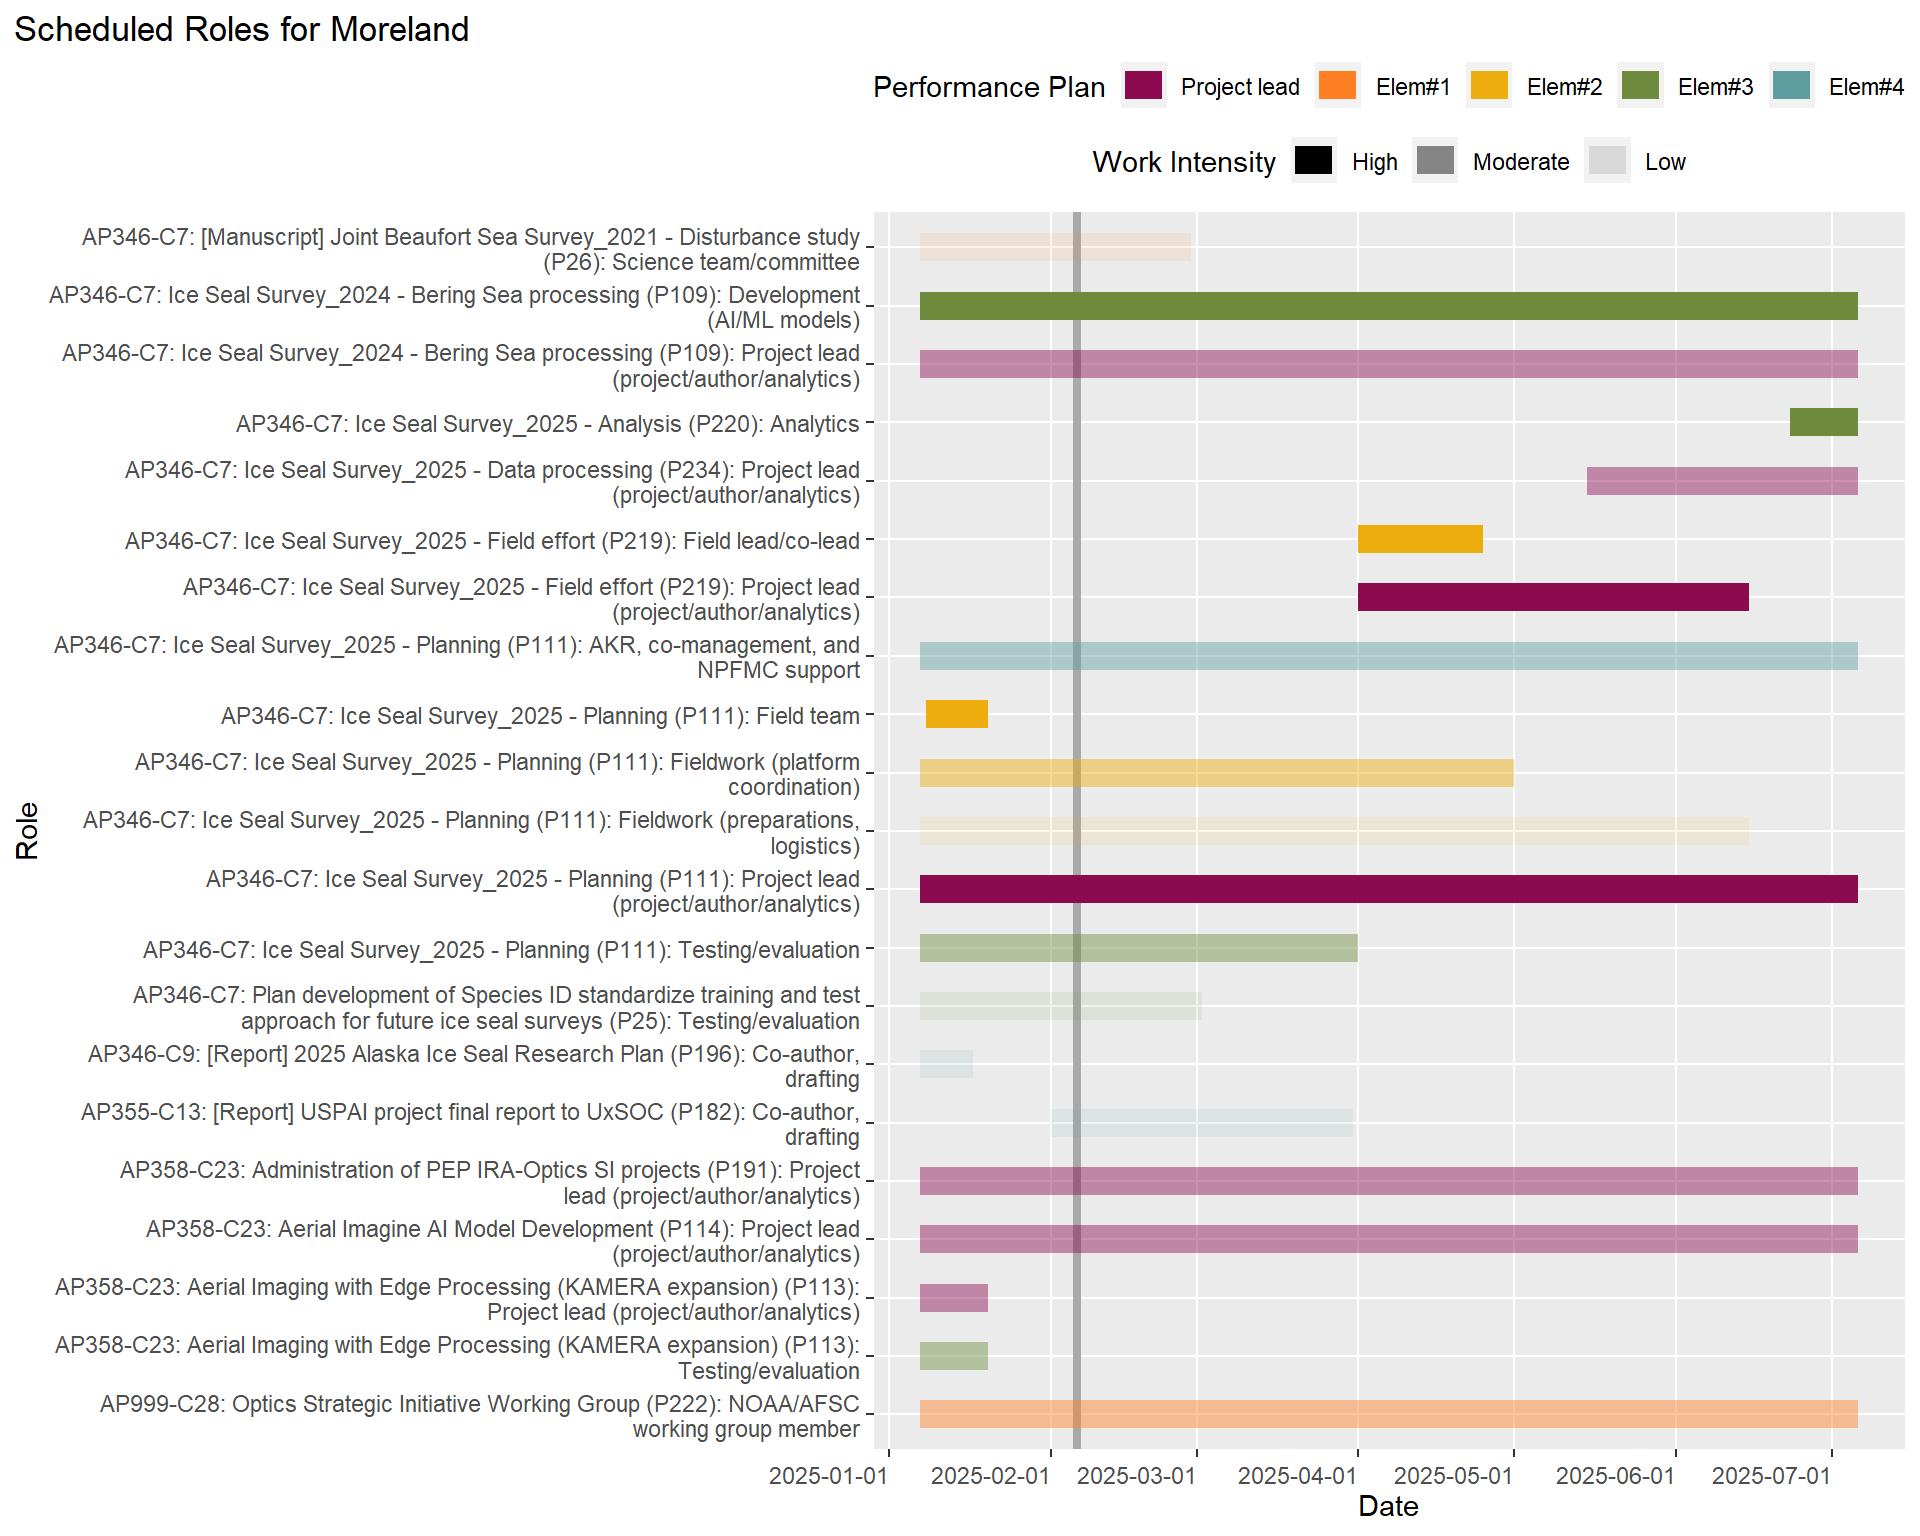 Scheduled Roles for Moreland
Performance Plan Project lead Elem#1 Elem#2 Elem#3 Elem#4
Work Intensity High Moderate Low
AP346-C7: [Manuscript] Joint Beaufort Sea Survey_2021 - Disturbance study
(P26): Science team/committee
AP346-C7: Ice Seal Survey_2024 - Bering Sea processing (P109): Development
(AI/ML models)
AP346-C7: Ice Seal Survey_2024 - Bering Sea processing (P109): Project lead
(project/author/analytics)
AP346-C7: Ice Seal Survey_2025 - Analysis (P220): Analytics
AP346-C7: Ice Seal Survey_2025 - Data processing (P234): Project lead
(project/author/analytics)
AP346-C7: Ice Seal Survey_2025 - Field effort (P219): Field lead/co-lead
AP346-C7: Ice Seal Survey_2025 - Field effort (P219): Project lead
(project/author/analytics)
AP346-C7: Ice Seal Survey_2025 - Planning (P111): AKR, co-management, and
NPFMC support
AP346-C7: Ice Seal Survey_2025 - Planning (P111): Field team
AP346-C7: Ice Seal Survey_2025 - Planning (P111): Fieldwork (platform
coordination)
AP346-C7: Ice Seal Survey_2025 - Planning (P111): Fieldwork (preparations,
logistics)
AP346-C7: Ice Seal Survey_2025 - Planning (P111): Project lead
(project/author/analytics)
AP346-C7: Ice Seal Survey_2025 - Planning (P111): Testing/evaluation
AP346-C7: Plan development of Species ID standardize training and test
approach for future ice seal surveys (P25): Testing/evaluation
AP346-C9: [Report] 2025 Alaska Ice Seal Research Plan (P196): Co-author,
drafting
AP355-C13: [Report] USPAI project final report to UxSOC (P182): Co-author,
drafting
AP358-C23: Administration of PEP IRA-Optics SI projects (P191): Project
lead (project/author/analytics)
AP358-C23: Aerial Imagine AI Model Development (P114): Project lead
(project/author/analytics)
AP358-C23: Aerial Imaging with Edge Processing (KAMERA expansion) (P113):
Project lead (project/author/analytics)
AP358-C23: Aerial Imaging with Edge Processing (KAMERA expansion) (P113):
Testing/evaluation
AP999-C28: Optics Strategic Initiative Working Group (P222): NOAA/AFSC
working group member
Role
2025-01-01 2025-02-01 2025-03-01 2025-04-01 2025-05-01 2025-06-01 2025-07-01
Date